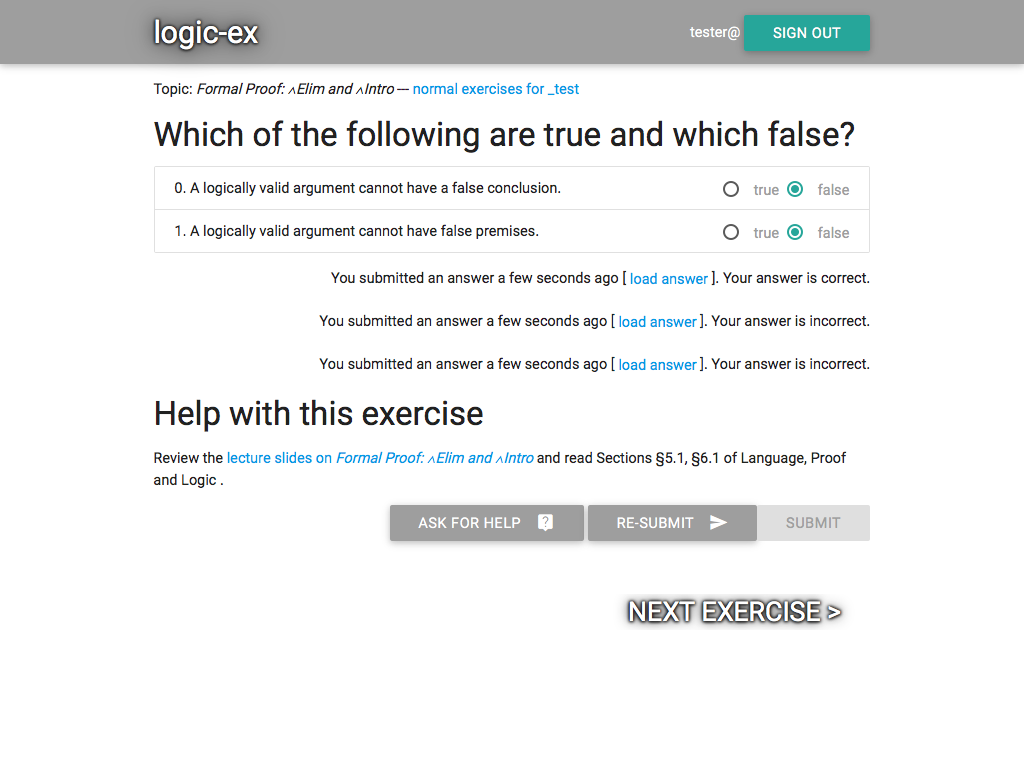 logic-ex
tester@ SIGN OUT
Topic: Formal Proof: ∧Elim and ∧Intro — normal exercises for _test
Which of the following are true and which false?
0. A logically valid argument cannot have a false conclusion. true false
1. A logically valid argument cannot have false premises. true false
You submitted an answer a few seconds ago [ load answer ]. Your answer is correct.
You submitted an answer a few seconds ago [ load answer ]. Your answer is incorrect.
You submitted an answer a few seconds ago [ load answer ]. Your answer is incorrect.
Help with this exercise
Review the lecture slides on Formal Proof: ∧Elim and ∧Intro and read Sections §5.1, §6.1 of Language, Proof
and Logic .
ASK FOR HELP ? RE-SUBMIT SUBMIT
NEXT EXERCISE >